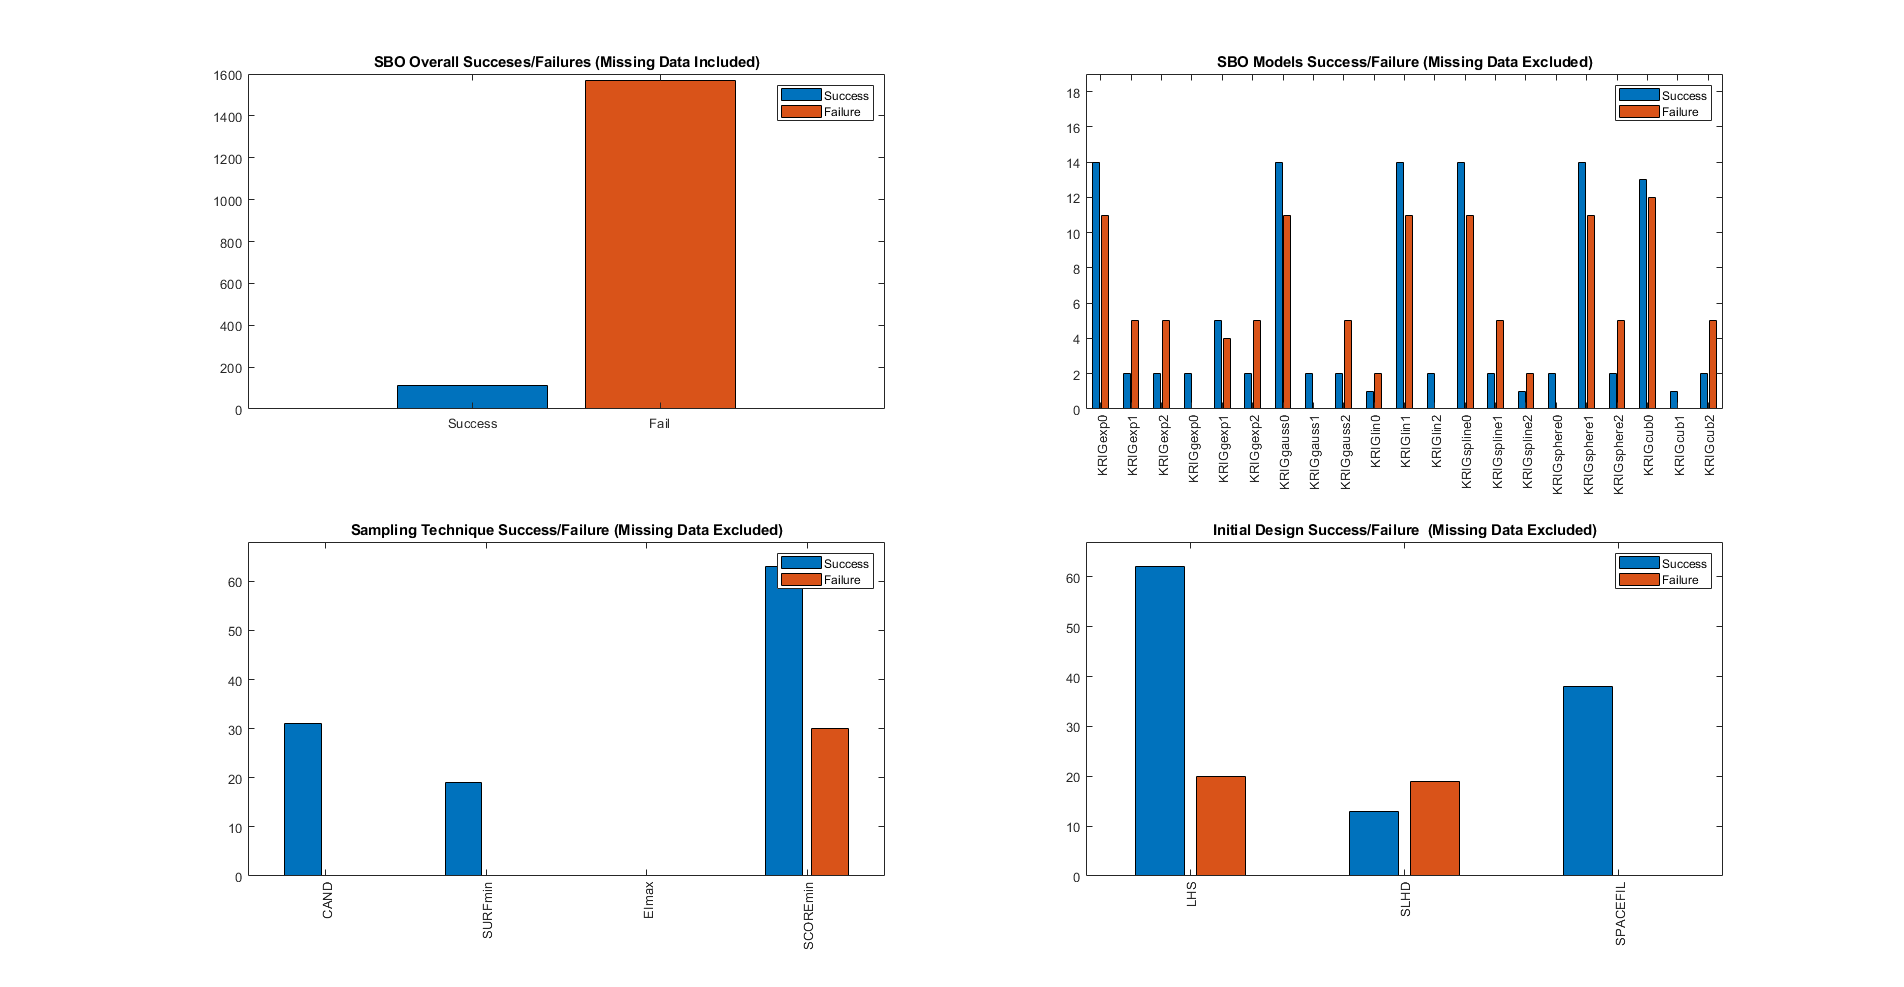 SBO Overall Succeses/Failures (Missing Data Included)
1600
1400
1200
1000
800
600
400
200
0
Success
Failure
Success
Fail
SBO Models Success/Failure (Missing Data Excluded)
18
16
14
12
10
8
6
4
2
0
Success
Failure
KRIGexp0
KRIGexp1
KRIGexp2
KRIGgexp0
KRIGgexp1
KRIGgexp2
KRIGgauss0
KRIGgauss1
KRIGgauss2
KRIGlin0
KRIGlin1
KRIGlin2
KRIGspline0
KRIGspline1
KRIGspline2
KRIGsphere0
KRIGsphere1
KRIGsphere2
KRIGcub0
KRIGcub1
KRIGcub2
Sampling Technique Success/Failure (Missing Data Excluded)
60
50
40
30
20
10
0
Success
Failure
CAND
SURFmin
EImax
SCOREmin
Initial Design Success/Failure (Missing Data Excluded)
60
50
40
30
20
10
0
Success
Failure
LHS
SLHD
SPACEFIL